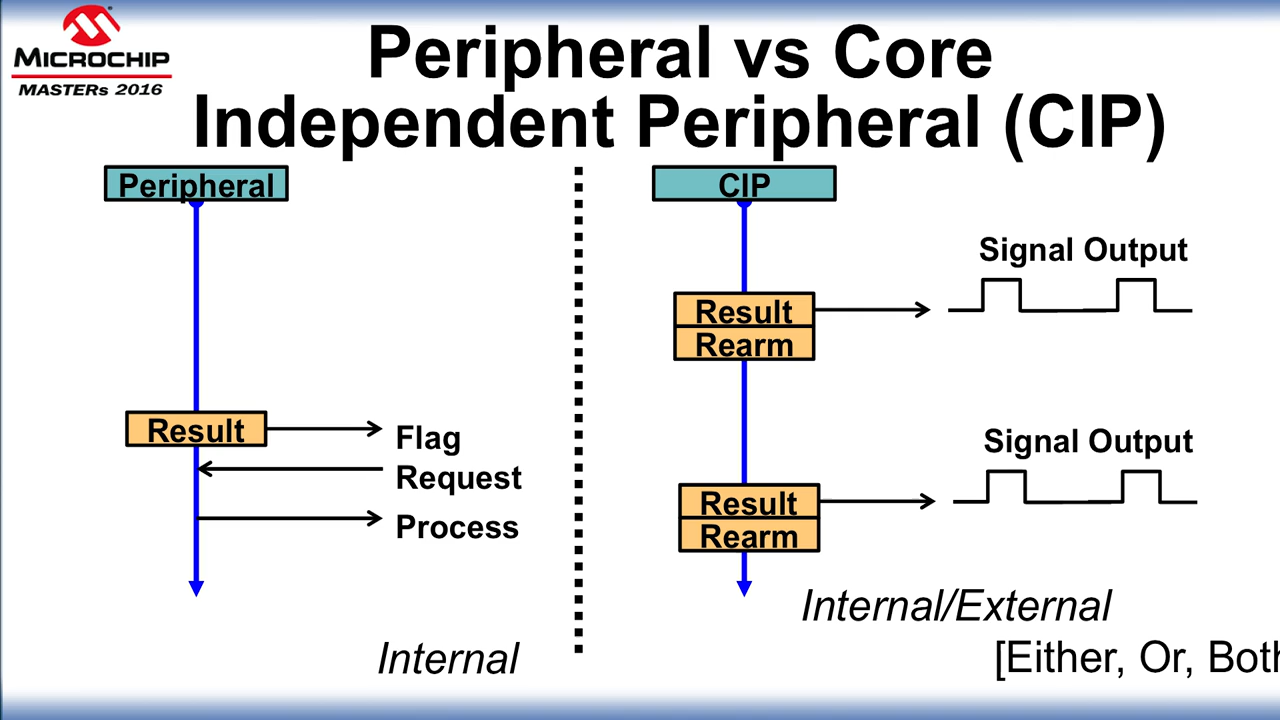 MICROCHIP
MASTERs 2016
Peripheral vs Core
Independent Peripheral (CIP)
Peripheral
Result
Flag
Request
Process
Internal
CIP
Signal Output
Result
Rearm
Signal Output
Result
Rearm
Internal/External
[Either, Or, Both